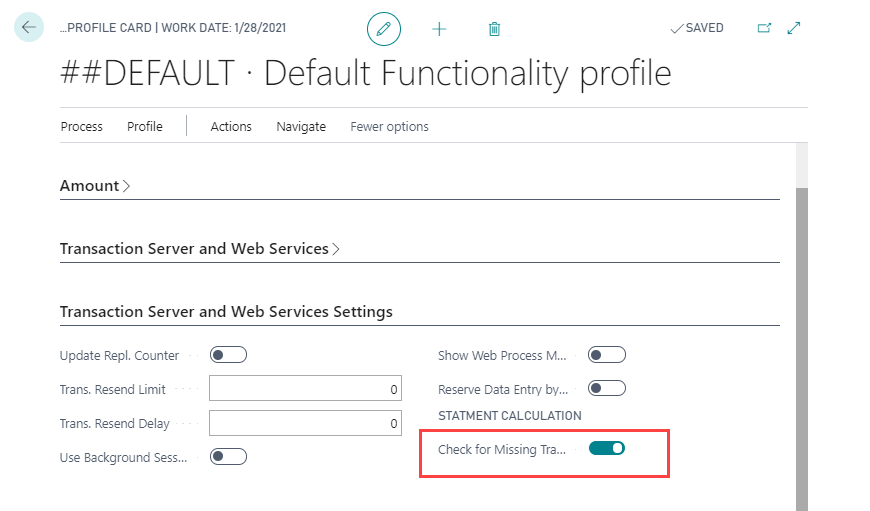 ...PROFILE CARD | WORK DATE: 1/28/2021
SAVED
##DEFAULT · Default Functionality profile
Process Profile Actions Navigate Fewer options
Amount
Transaction Server and Web Services
Transaction Server and Web Services Settings
Update Repl. Counter
Trans. Resend Limit 0
Trans. Resend Delay 0
Use Background Sess...
Show Web Process M...
Reserve Data Entry by...
STATMENT CALCULATION
Check for Missing Tra...